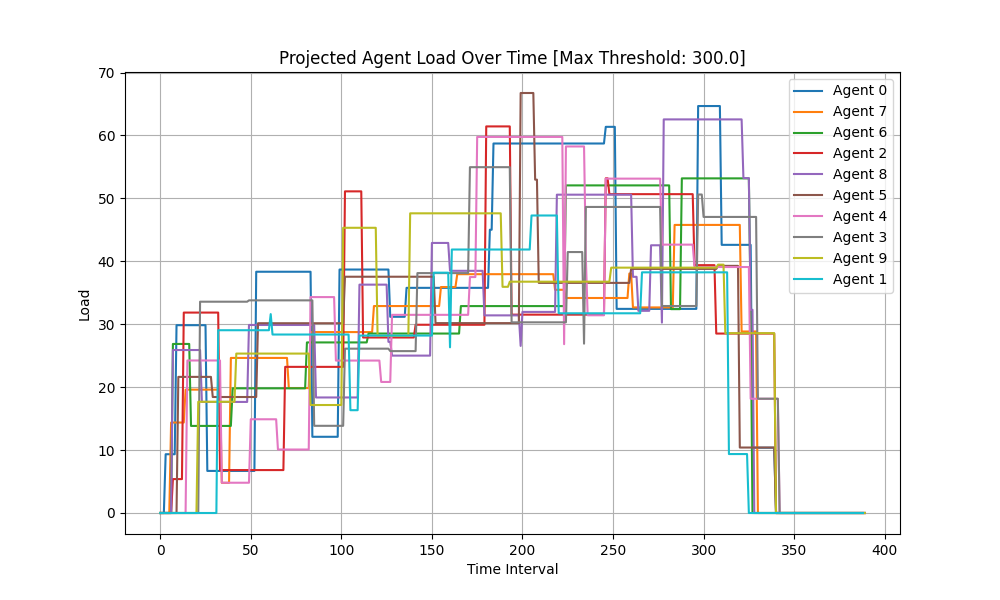 Projected Agent Load Over Time [Max Threshold: 300.0]
Load
70
60
50
40
30
20
10
0
0 50 100 150 200 250 300 350 400
Time Interval
Agent 0
Agent 7
Agent 6
Agent 2
Agent 8
Agent 5
Agent 4
Agent 3
Agent 9
Agent 1